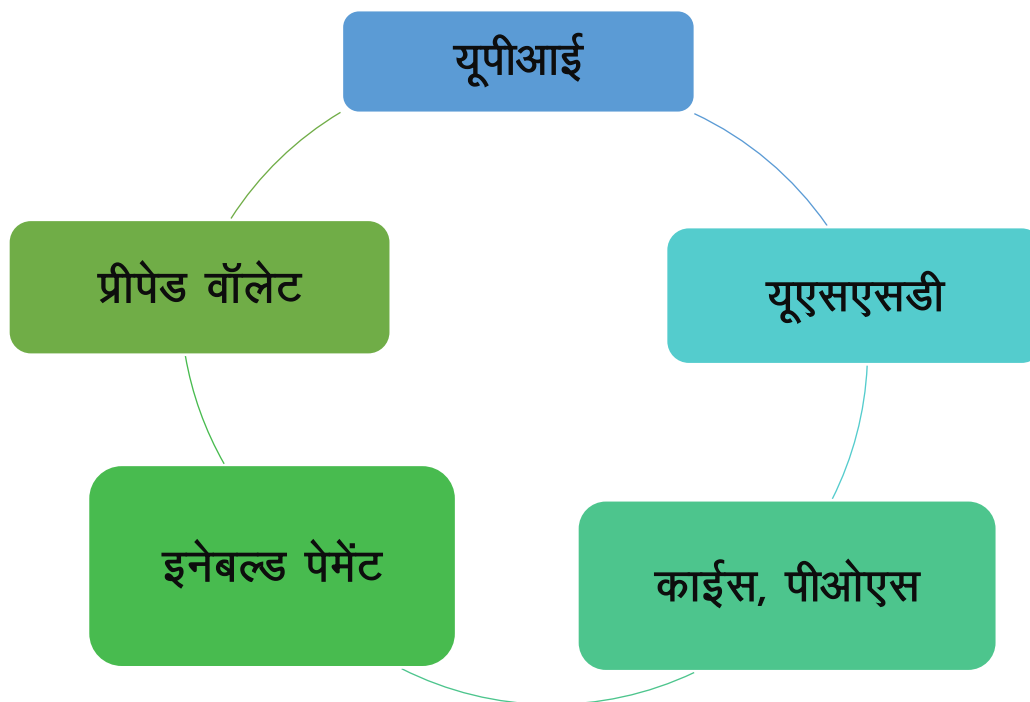 यूपीआई
यूएसएसडी
काईस, पीओएस
इनेबल्ड पेमेंट
प्रीपेड वॉलेट